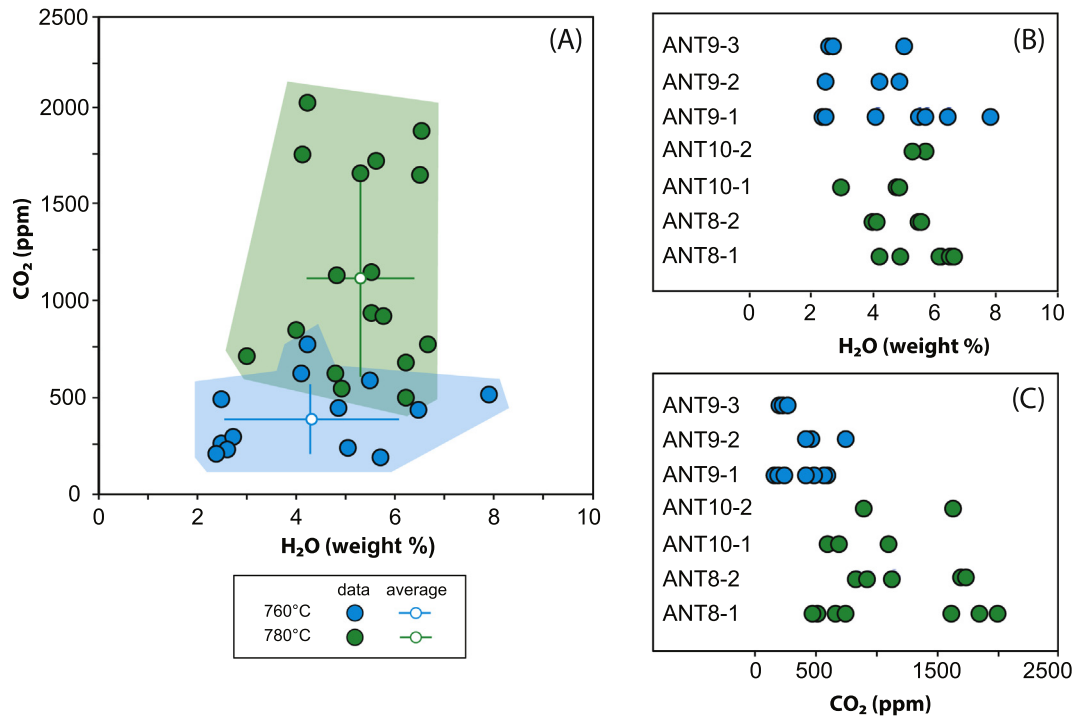 (A)
2500
2000
1500
1000
500
0
CO₂ (ppm)
0 2 4 6 8 10
H₂O (weight %)
data average
760°C
780°C
(B)
ANT9-3
ANT9-2
ANT9-1
ANT10-2
ANT10-1
ANT8-2
ANT8-1
0 2 4 6 8 10
H₂O (weight %)
(C)
ANT9-3
ANT9-2
ANT9-1
ANT10-2
ANT10-1
ANT8-2
ANT8-1
0 500 1500 2500
CO₂ (ppm)